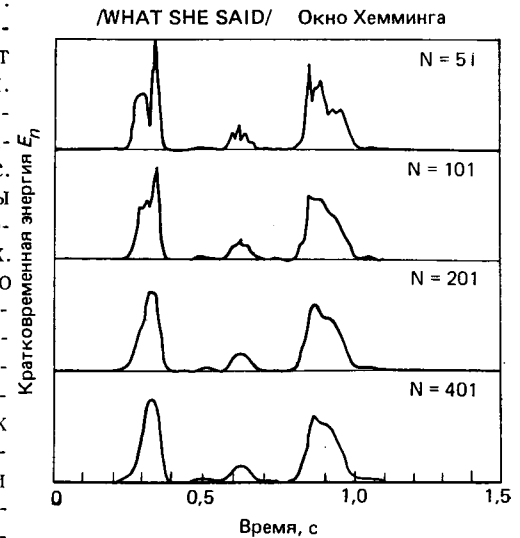 /WHAT SHE SAID/ Окно Хемминга
N = 51
N = 101
N = 201
N = 401
Кратковременная энергия Eₙ
0 0,5 1,0 1,5
Время, с